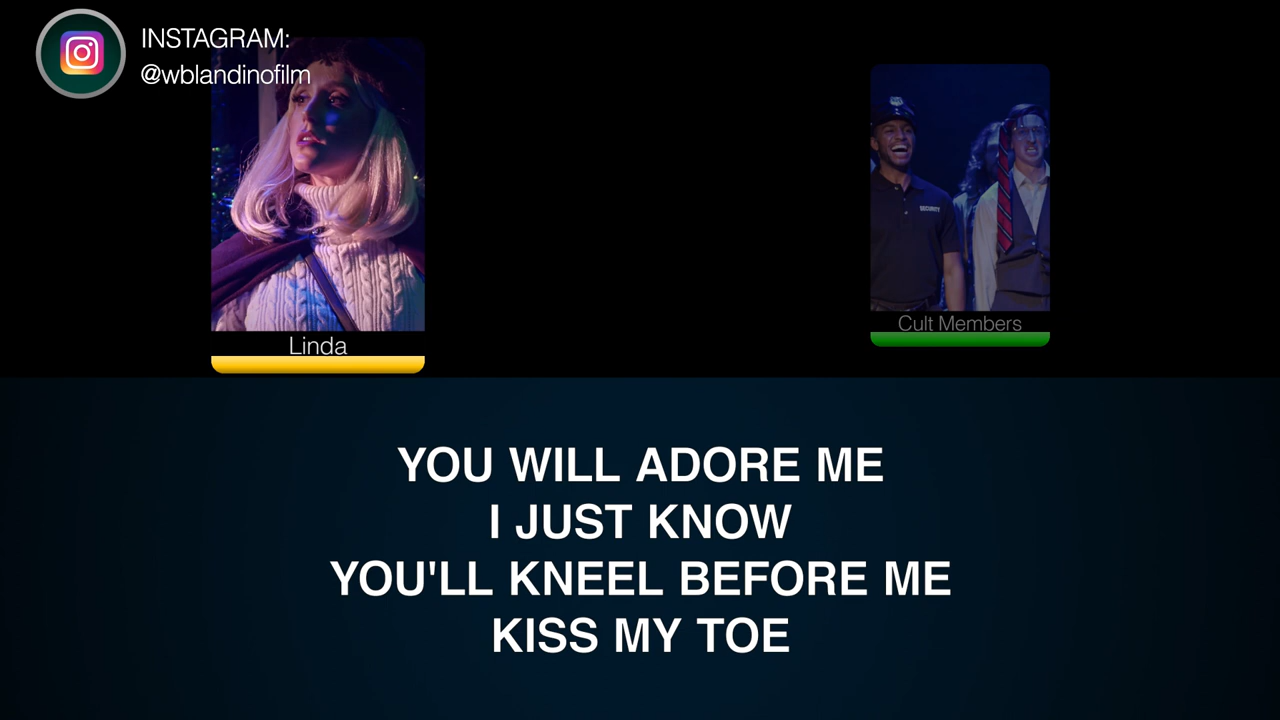 INSTAGRAM:
@wblandinofilm
SECURITY
Linda
Cult Members
YOU WILL ADORE ME
I JUST KNOW
YOU'LL KNEEL BEFORE ME
KISS MY TOE